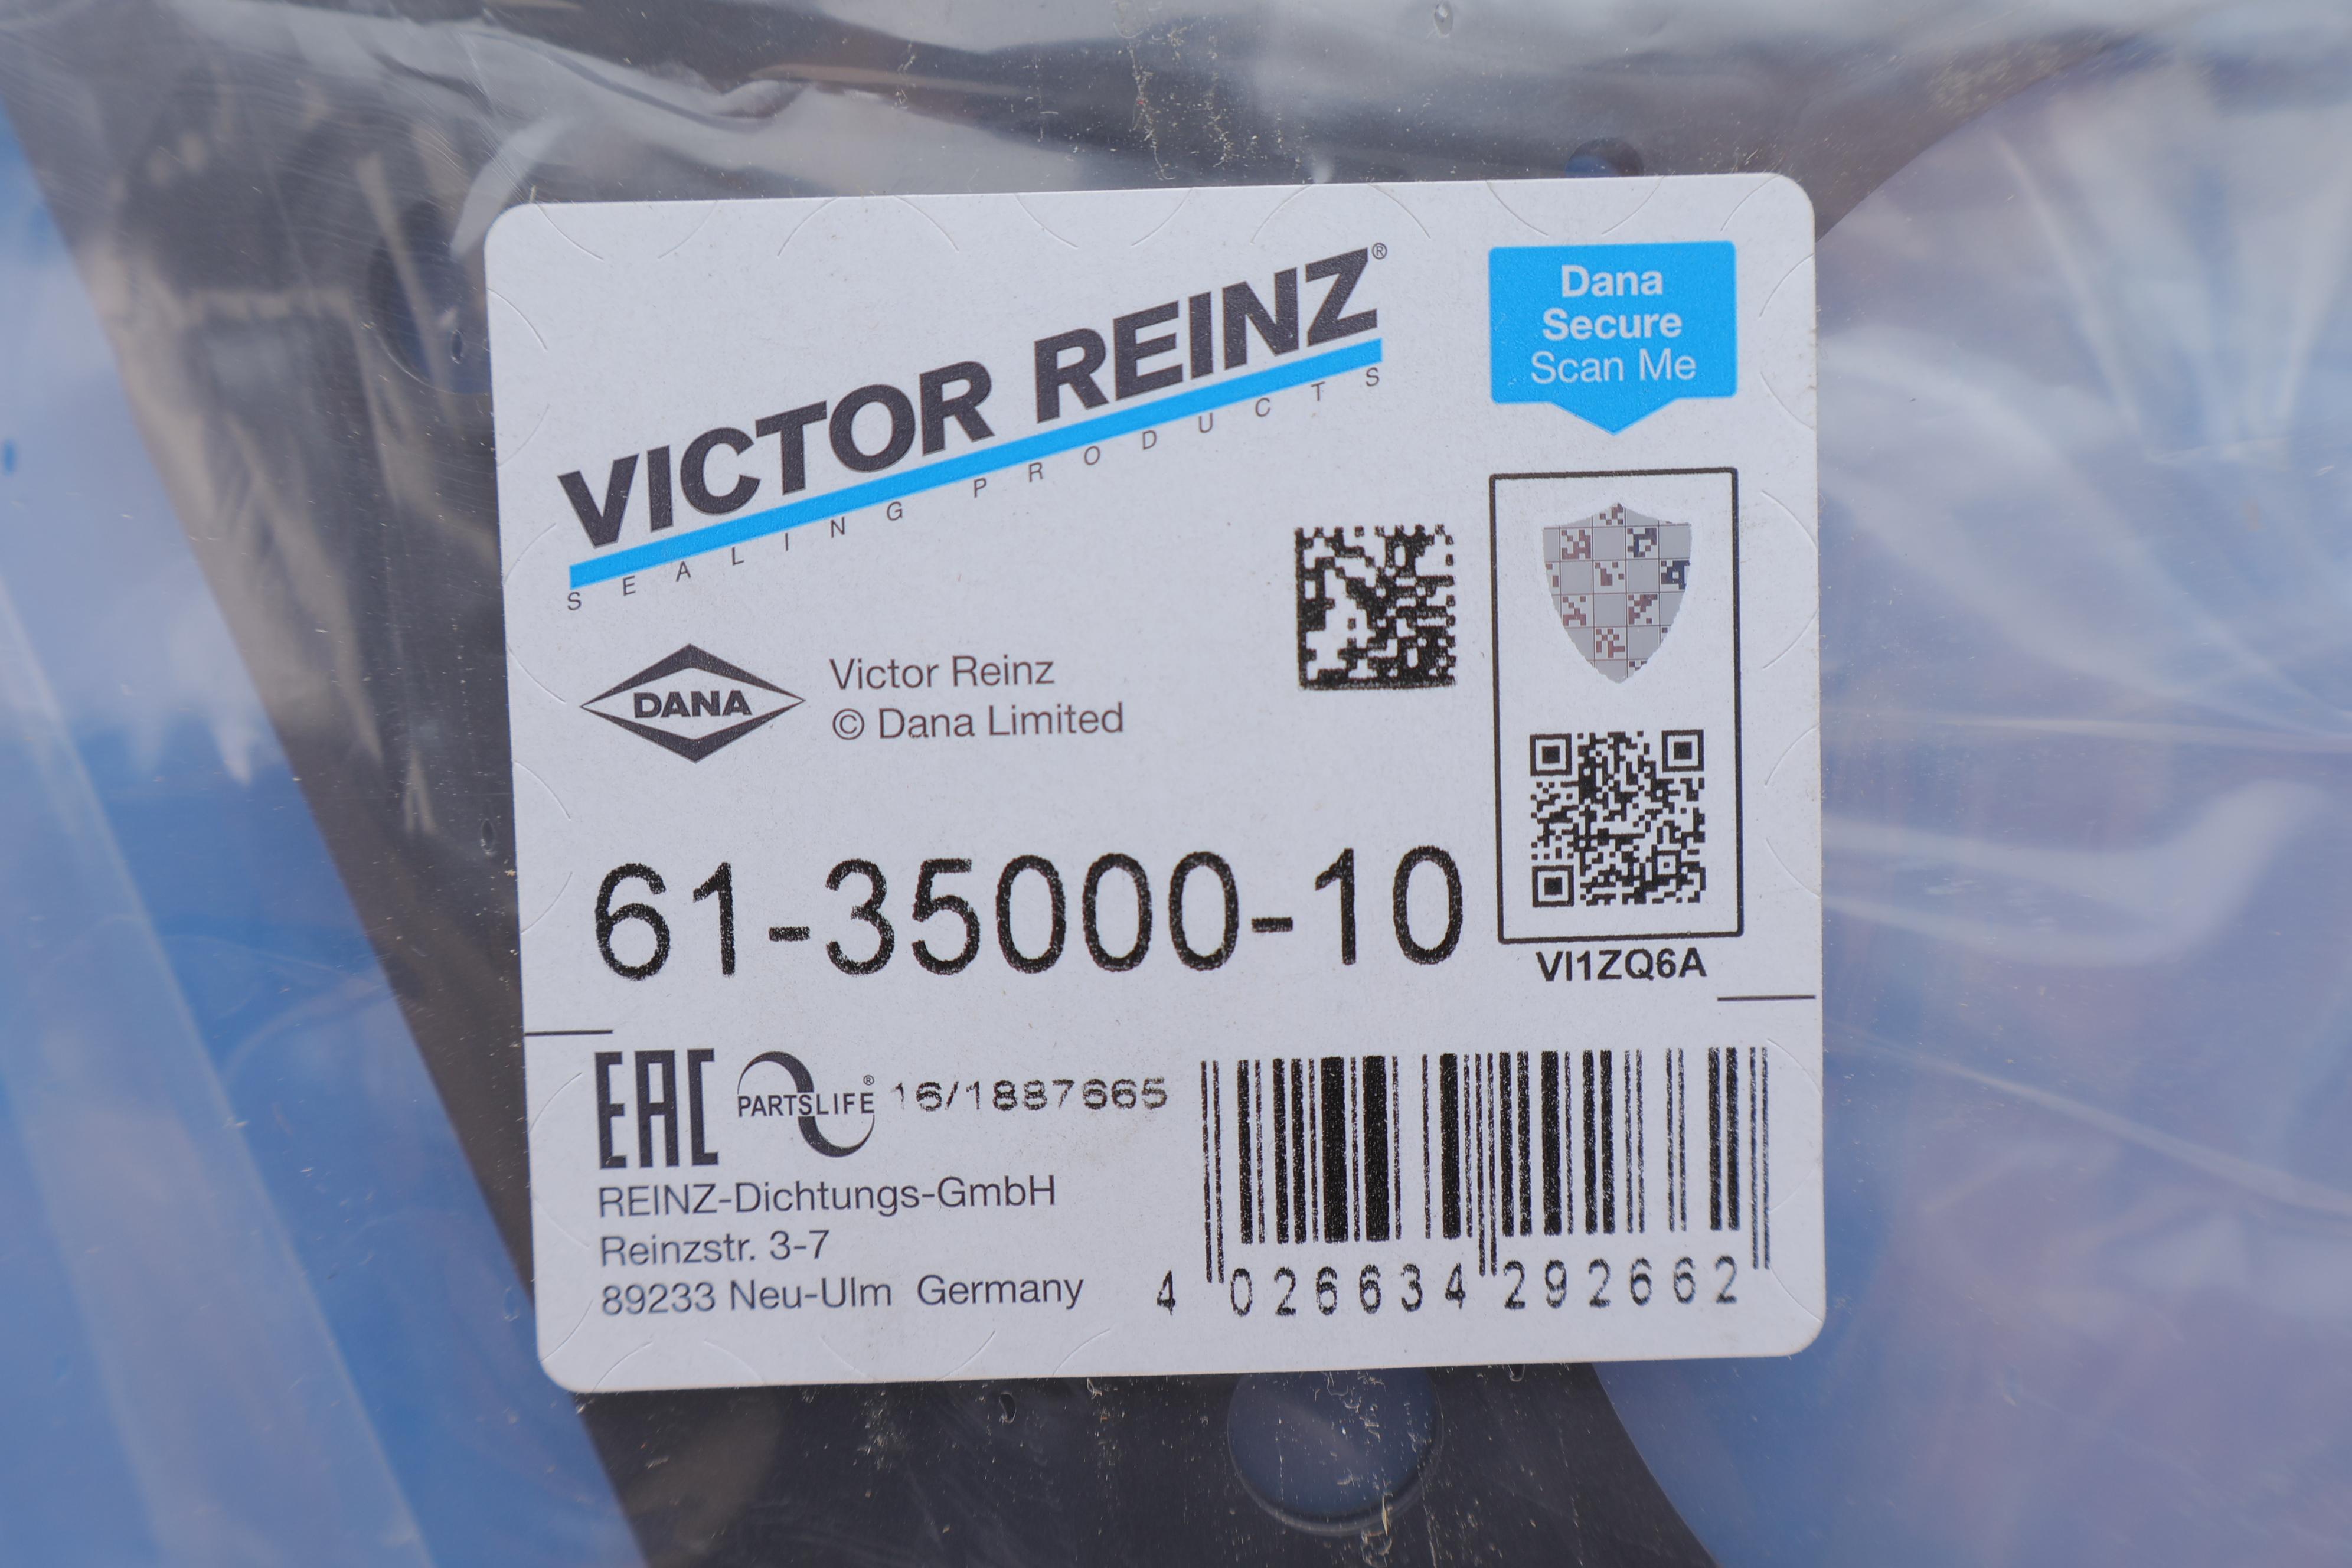 VICTOR REINZ®
SEALING PRODUCTS
Dana
Secure
Scan Me
DANA
Victor Reinz
© Dana Limited
61-35000-10
VI1ZQ6A
EAC
PARTSLIFE®
16/1887665
REINZ-Dichtungs-GmbH
Reinzstr. 3-7
89233 Neu-Ulm Germany
4 026634 292662